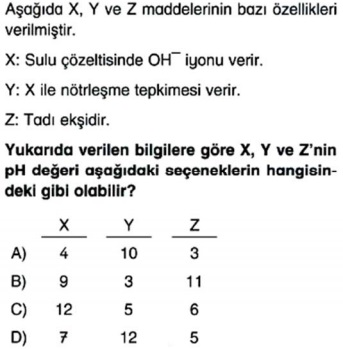 Aşağıda X, Y ve Z maddelerinin bazı özellikleri
verilmiştir.
X: Sulu çözeltisinde OH⁻ iyonu verir.
Y: X ile nötrleşme tepkimesi verir.
Z: Tadı ekşidir.
Yukarıda verilen bilgilere göre X, Y ve Z'nin
pH değeri aşağıdaki seçeneklerin hangisin-
deki gibi olabilir?
X Y Z
A) 4 10 3
B) 9 3 11
C) 12 5 6
D) 7 12 5